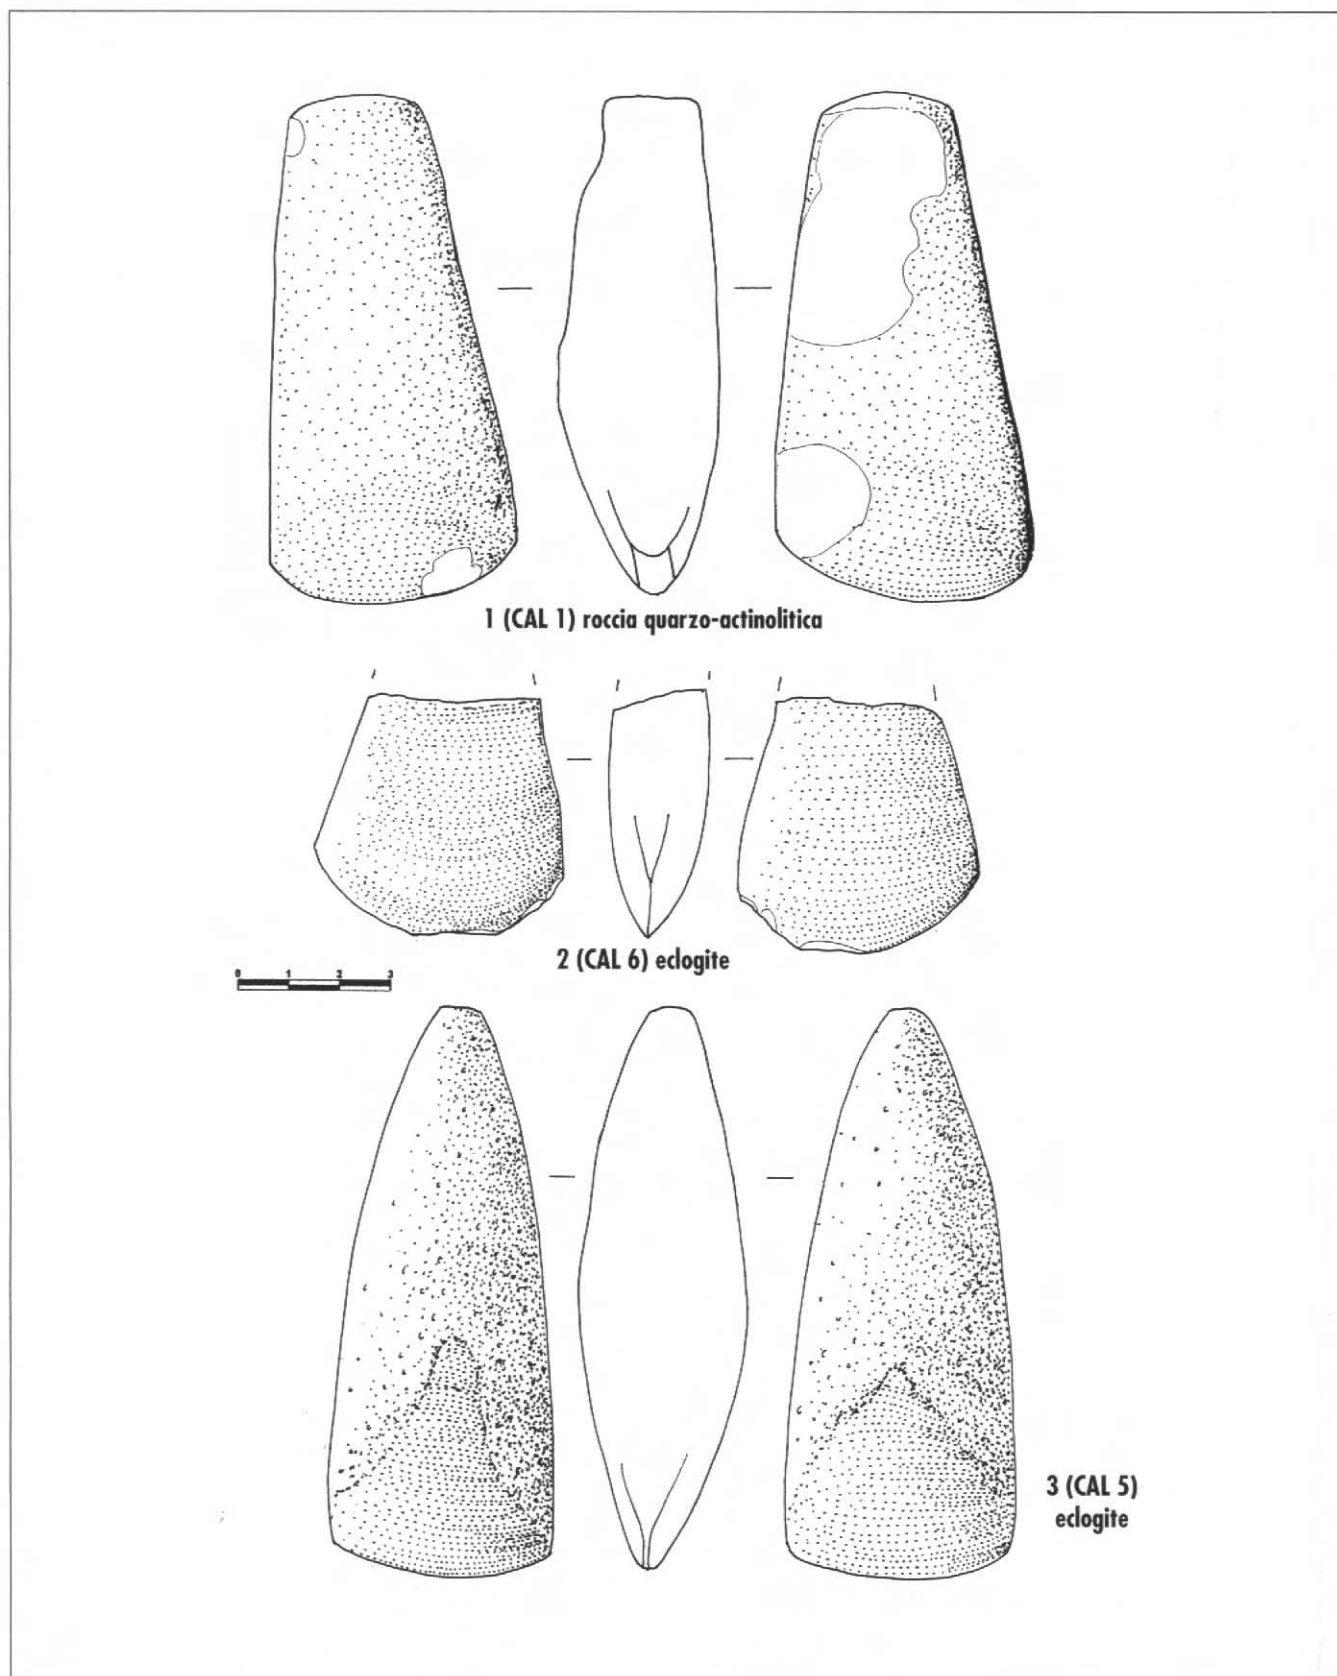 1 (CAL 1) roccia quarzo-actinolitica
2 (CAL 6) eclogite
0 1 2 3
3 (CAL 5)
eclogite